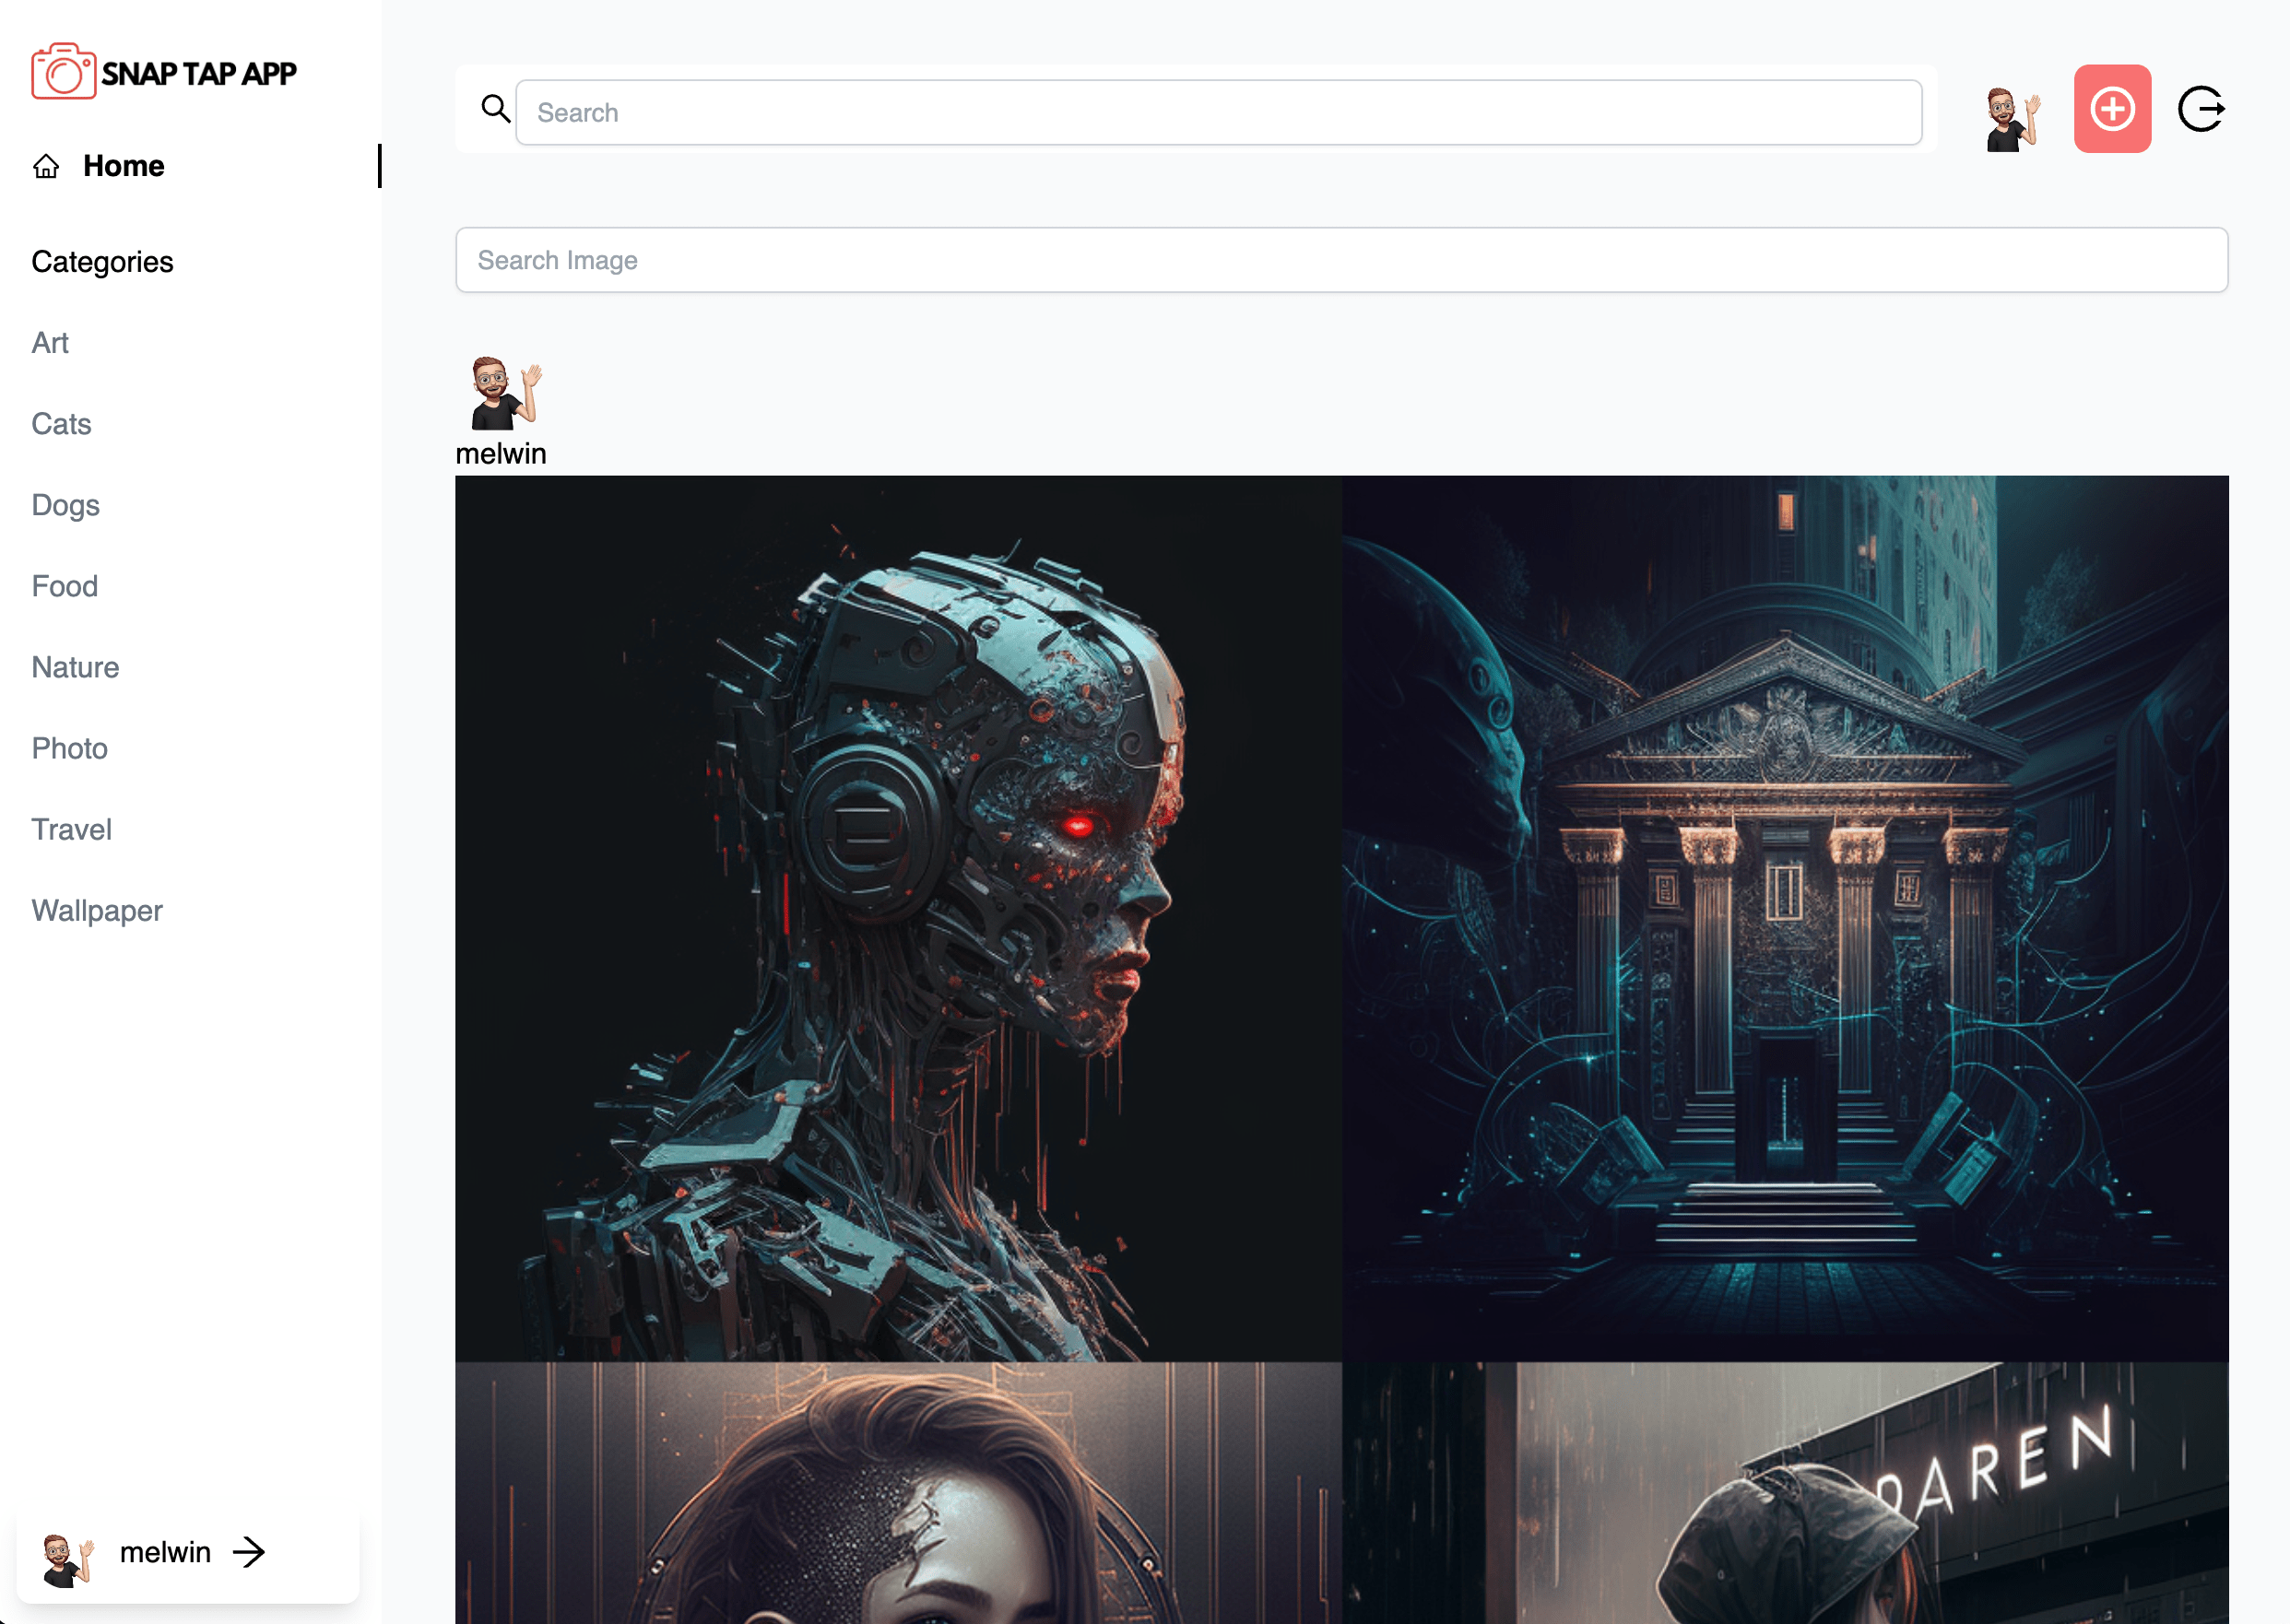 SNAP TAP APP
Home
Categories
Art
Cats
Dogs
Food
Nature
Photo
Travel
Wallpaper
melwin
Search
Search Image
melwin
DAREN